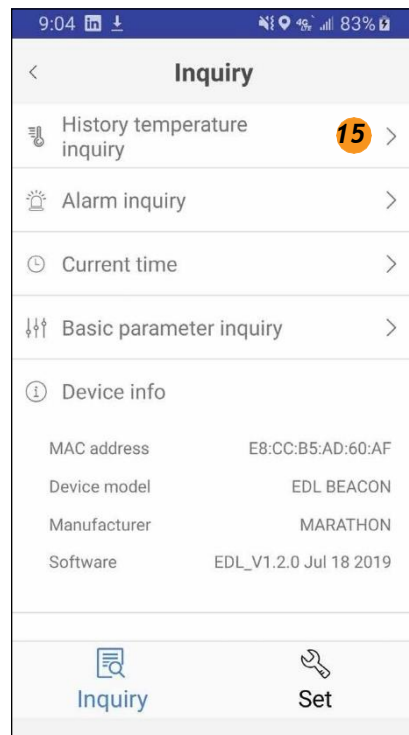 9:04 in 4G 83%
Inquiry
History temperature
inquiry
15
Alarm inquiry
Current time
Basic parameter inquiry
Device info
MAC address E8:CC:B5:AD:60:AF
Device model EDL BEACON
Manufacturer MARATHON
Software EDL_V1.2.0 Jul 18 2019
Inquiry Set